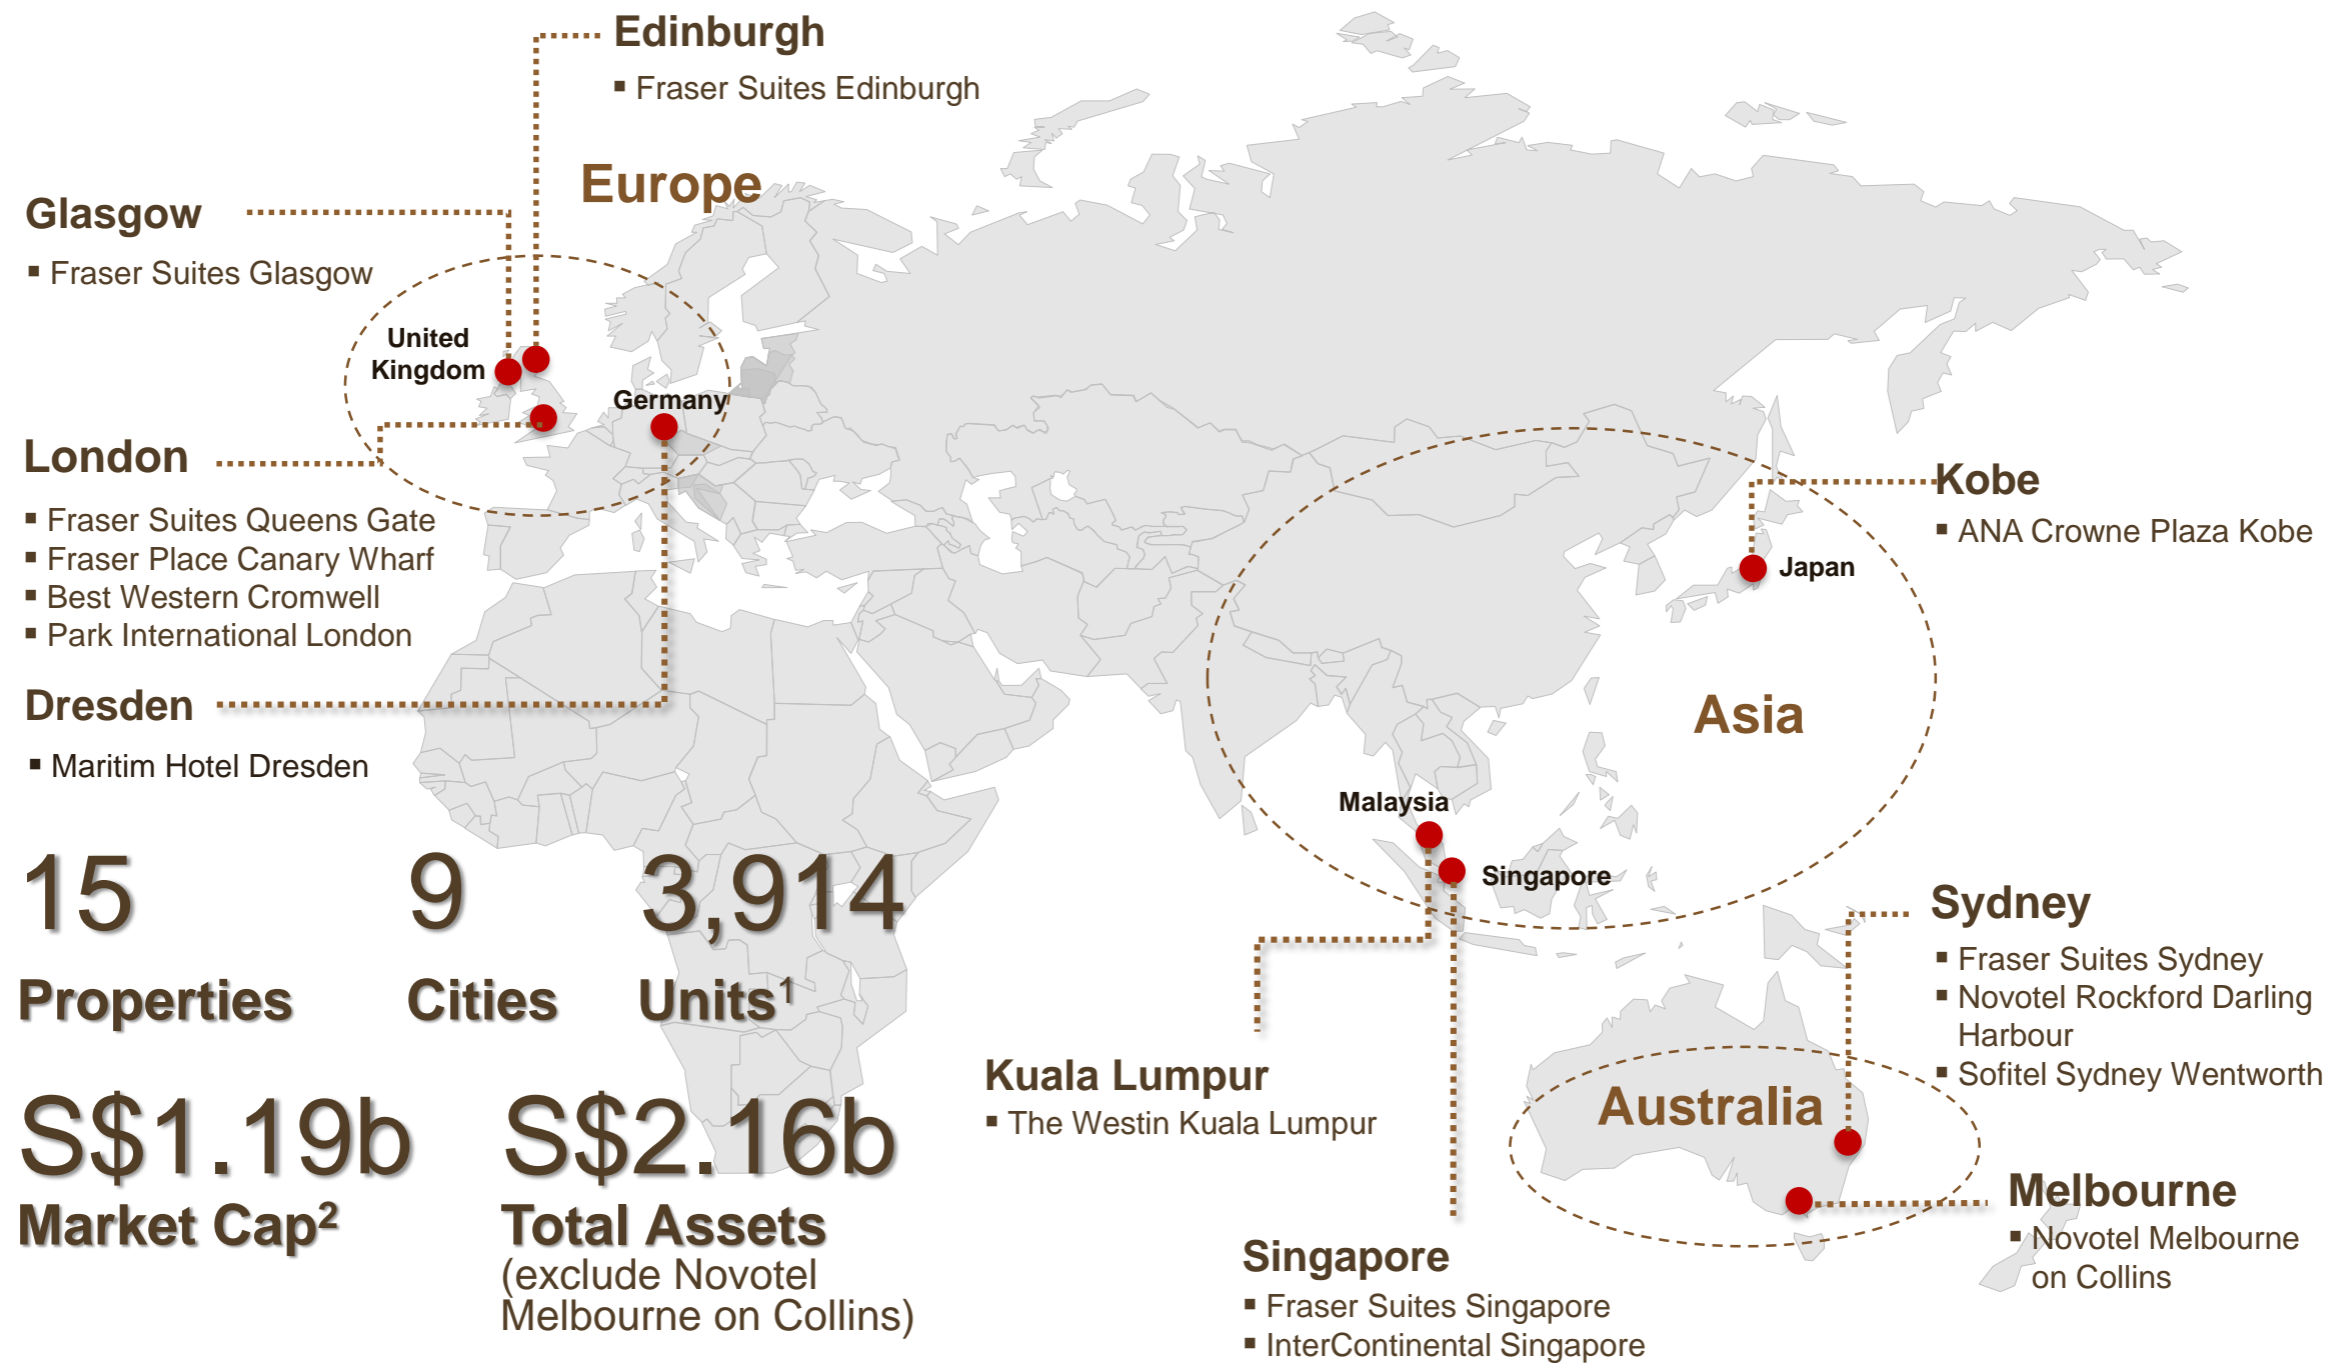 Edinburgh
▪ Fraser Suites Edinburgh
Europe
Glasgow
▪ Fraser Suites Glasgow
United
Kingdom
Germany
London
▪ Fraser Suites Queens Gate
▪ Fraser Place Canary Wharf
▪ Best Western Cromwell
▪ Park International London
Dresden
▪ Maritim Hotel Dresden
Kobe
▪ ANA Crowne Plaza Kobe
Japan
Asia
Malaysia
Singapore
15
Properties
9
Cities
3,914
Units¹
S$1.19b
Market Cap²
S$2.16b
Total Assets
(exclude Novotel
Melbourne on Collins)
Kuala Lumpur
▪ The Westin Kuala Lumpur
Singapore
▪ Fraser Suites Singapore
▪ InterContinental Singapore
Sydney
▪ Fraser Suites Sydney
▪ Novotel Rockford Darling
Harbour
▪ Sofitel Sydney Wentworth
Australia
Melbourne
▪ Novotel Melbourne
on Collins